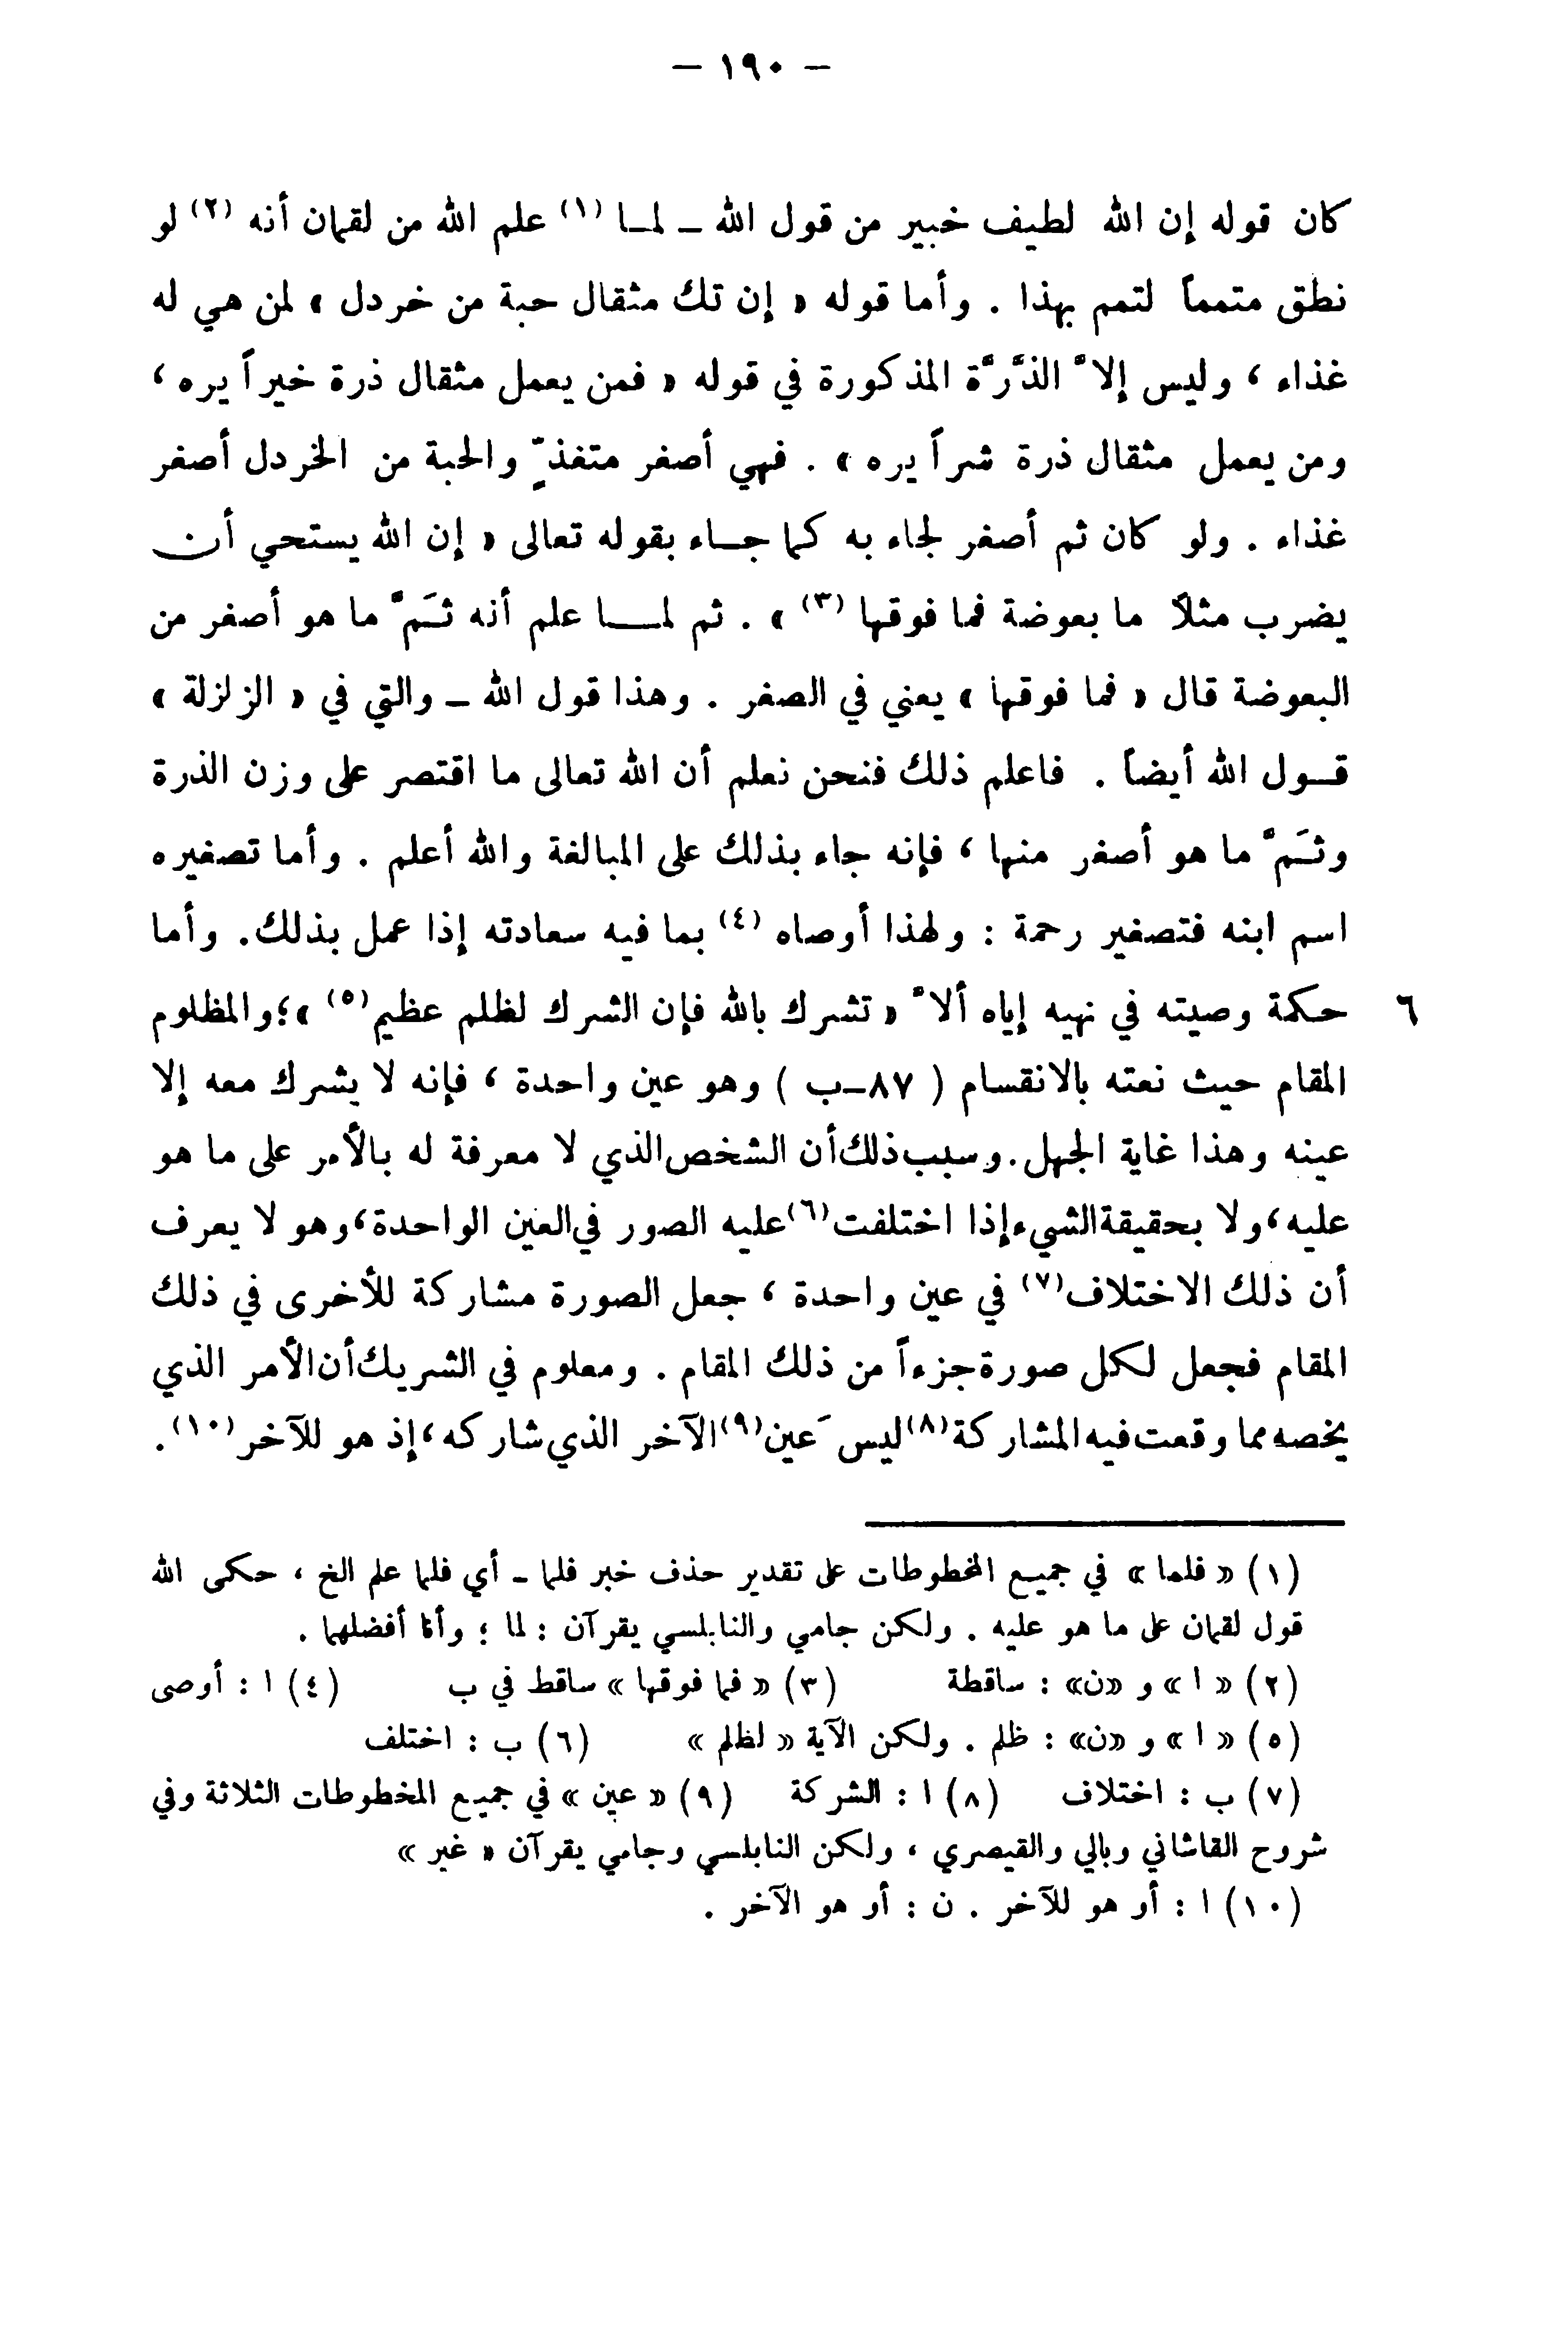 – ١٩٠ –
كان قوله إن الله لطيف خبير من قول الله – لمـا (١) علم الله من لقمان أنه (٢) لو
نطق متمماً لتمم بهذا . وأما قوله « إن تك مثقال حبة من خردل » لمن هي له
غذاء ، وليس إلاَّ الذَّرَّة المذكورة في قوله « فمن يعمل مثقال ذرة خيراً يره ،
ومن يعمل مثقال ذرة شراً يره » . فهي أصغر متغذٍّ والحبة من الخردل أصغر
غذاء . ولو كان ثم أصغر لجاء به كما جـاء بقوله تعالى « إن الله يستحي أن
يضرب مثلاً ما بعوضة فما فوقها (٣) » . ثم لمـا علم أنه ثَمَّ ما هو أصغر من
البعوضة قال « فما فوقها » يعني في الصغر . وهذا قول الله – والتي في « الزلزلة »
قـول الله أيضاً . فاعلم ذلك فنحن نعلم أن الله تعالى ما اقتصر على وزن الذرة
وثَمَّ ما هو أصغر منها ، فإنه جاء بذلك على المبالغة والله أعلم . وأما تصغيره
اسم ابنه فتصغير رحمة : ولهذا أوصاه (٤) بما فيه سعادته إذا عمل بذلك. وأما
٦ حكمة وصيته في نهيه إياه ألاَّ « تشرك بالله فإن الشرك لظلم عظيم(٥) »؛والمظلوم
المقام حيث نعته بالانقسام ( ٨٧–ب ) وهو عين واحدة ، فإنه لا يشرك معه إلا
عينه وهذا غاية الجهل.وسبب ذلك أن الشخص الذي لا معرفة له بالأمر على ما هو
عليه،ولا بحقيقة الشيء إذا اختلفت(٦)عليه الصور في العين الواحدة،وهو لا يعرف
أن ذلك الاختلاف(٧) في عين واحدة ، جعل الصورة مشاركة للأخرى في ذلك
المقام فجعل لكل صورة جزءاً من ذلك المقام . ومعلوم في الشريك أن الأمر الذي
يخصه مما وقعت فيه المشاركة(٨)ليس عَين(٩)الآخر الذي شاركه،إذ هو للآخر(١٠).
(١) « فلما » في جميع المخطوطات على تقدير حذف خبر فلما – أي فلما علم الخ ، حكى الله
قول لقمان على ما هو عليه . ولكن جامي والنابلسي يقرآن : لما ؛ وأنا أفضلهما .
(٢) « ا » و «ن» : ساقطة (٣) « فما فوقها » ساقط في ب (٤) ا : أوصى
(٥) « ا » و «ن» : ظلم . ولكن الآية « لظلم » (٦) ب : اختلف
(٧) ب : اختلاف (٨) ا : الشركة (٩) « عين » في جميع المخطوطات الثلاثة وفي
شروح القاشاني وبالي والقيصري ، ولكن النابلسي وجامي يقرآن « غير »
(١٠) ا : أو هو للآخر . ن : أو هو الآخر .